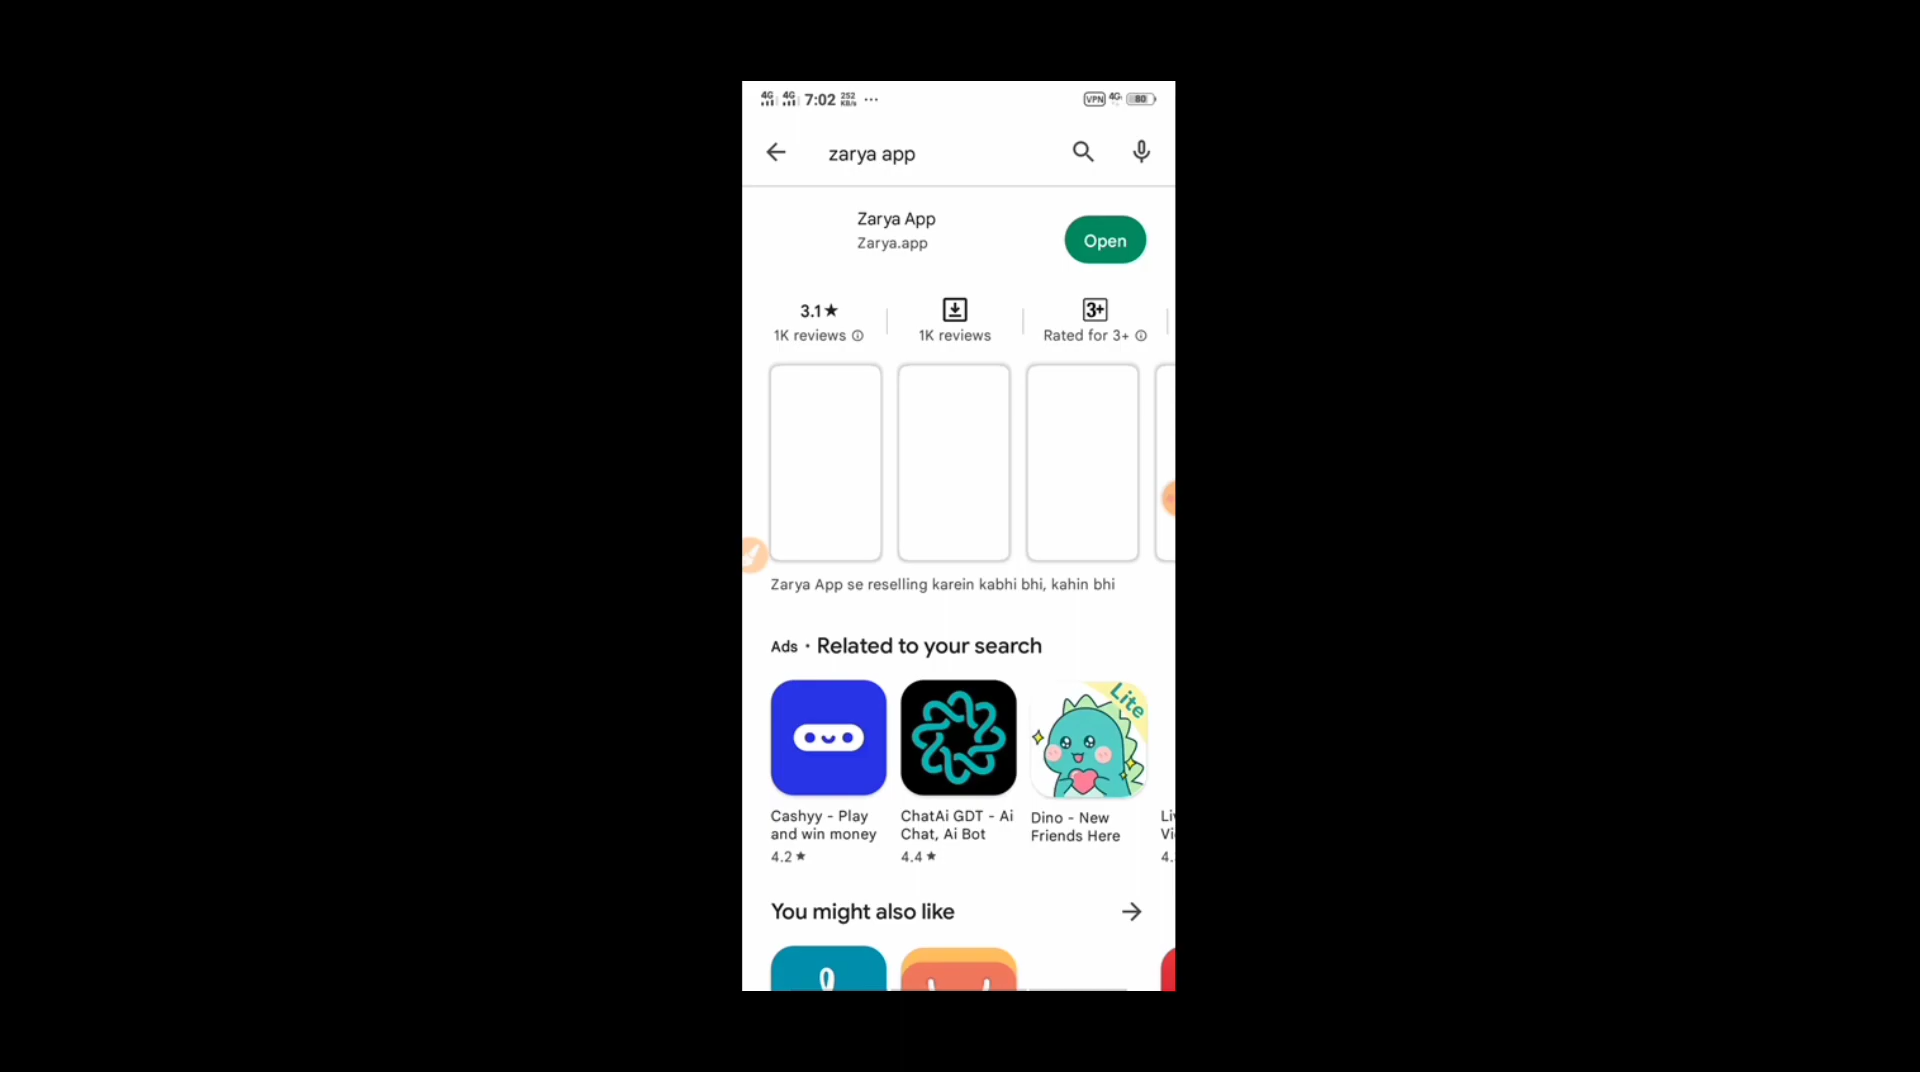 4G 4G 7:02 252 KB/s ... VPN 4G 80
zarya app
Zarya App
Zarya.app
Open
3.1★
1K reviews
1K reviews
3+
Rated for 3+
Zarya App se reselling karein kabhi bhi, kahin bhi
Ads • Related to your search
Lite
Cashyy - Play and win money
4.2 ★
ChatAi GDT - Ai Chat, Ai Bot
4.4 ★
Dino - New Friends Here
Li
Vi
4.
You might also like